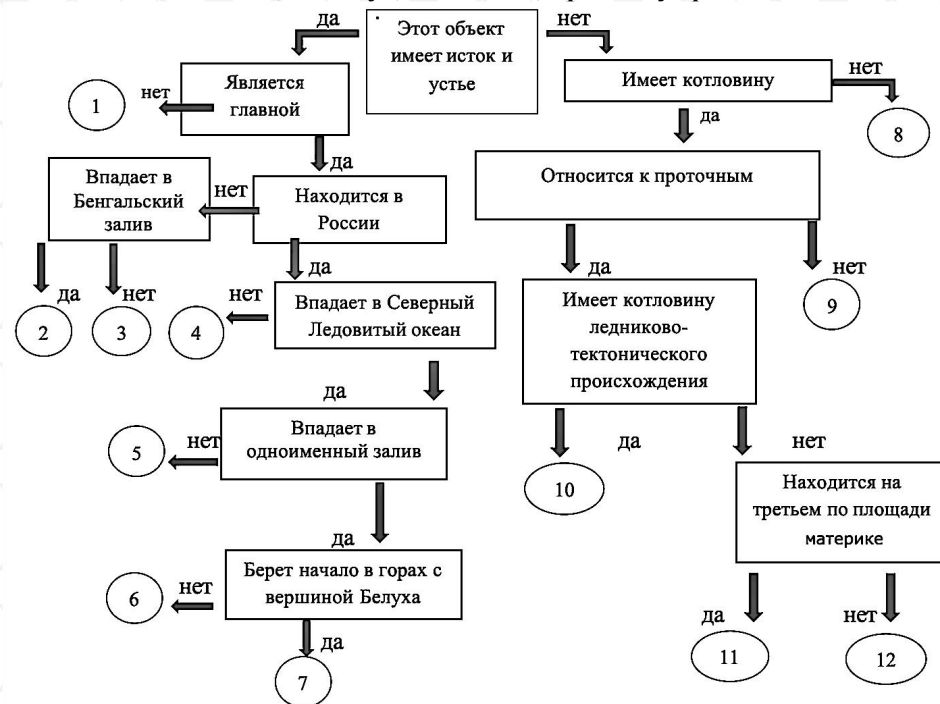 да
Этот объект
имеет исток и
устье
нет
Является
главной
нет
1
да
Имеет котловину
нет
8
да
Впадает в
Бенгальский
залив
нет
Находится в
России
Относится к проточным
да
нет
2
3
да
нет
4
Впадает в Северный
Ледовитый океан
да
Имеет котловину
ледниково-
тектонического
происхождения
нет
9
да
Впадает в
одноименный залив
нет
5
да
10
нет
Находится на
третьем по площади
материке
да
Берет начало в горах с
вершиной Белуха
нет
6
да
7
да
11
нет
12